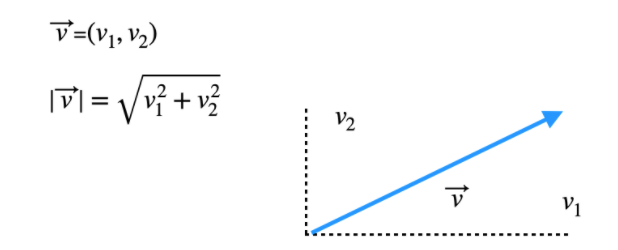 v⃗=(v₁, v₂)
|v⃗| = √(v₁² + v₂²)
v₂
v⃗
v₁